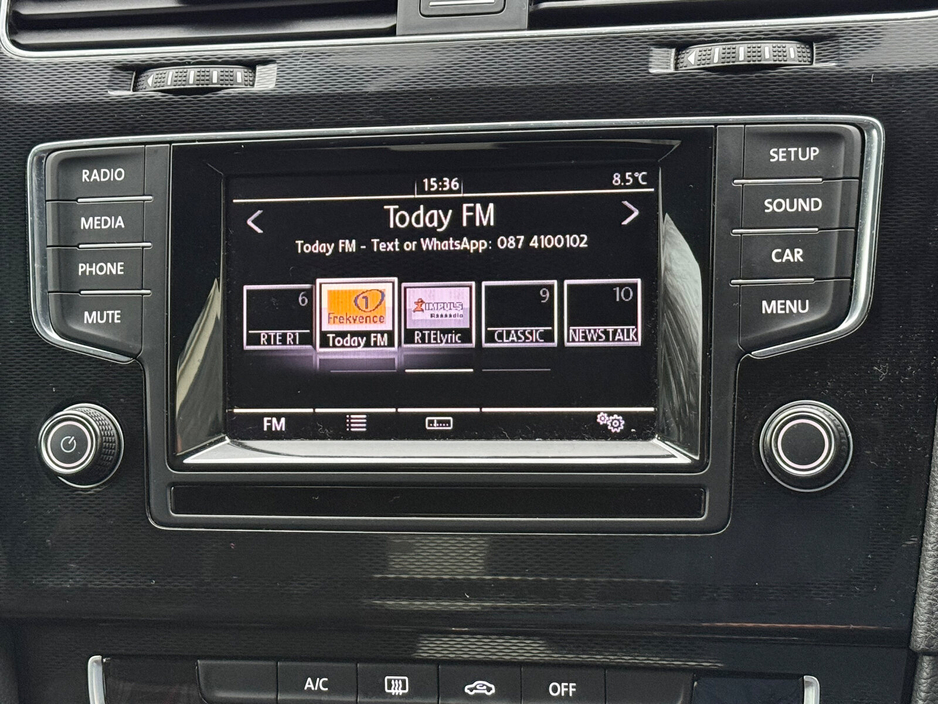 RADIO
MEDIA
PHONE
MUTE
15:36
8.5°C
Today FM
Today FM - Text or WhatsApp: 087 4100102
6
RTE R1
1
Frekvence
Today FM
IMPULS
Ráááádio
RTElyric
9
CLASSIC
10
NEWSTALK
FM
SETUP
SOUND
CAR
MENU
A/C
OFF